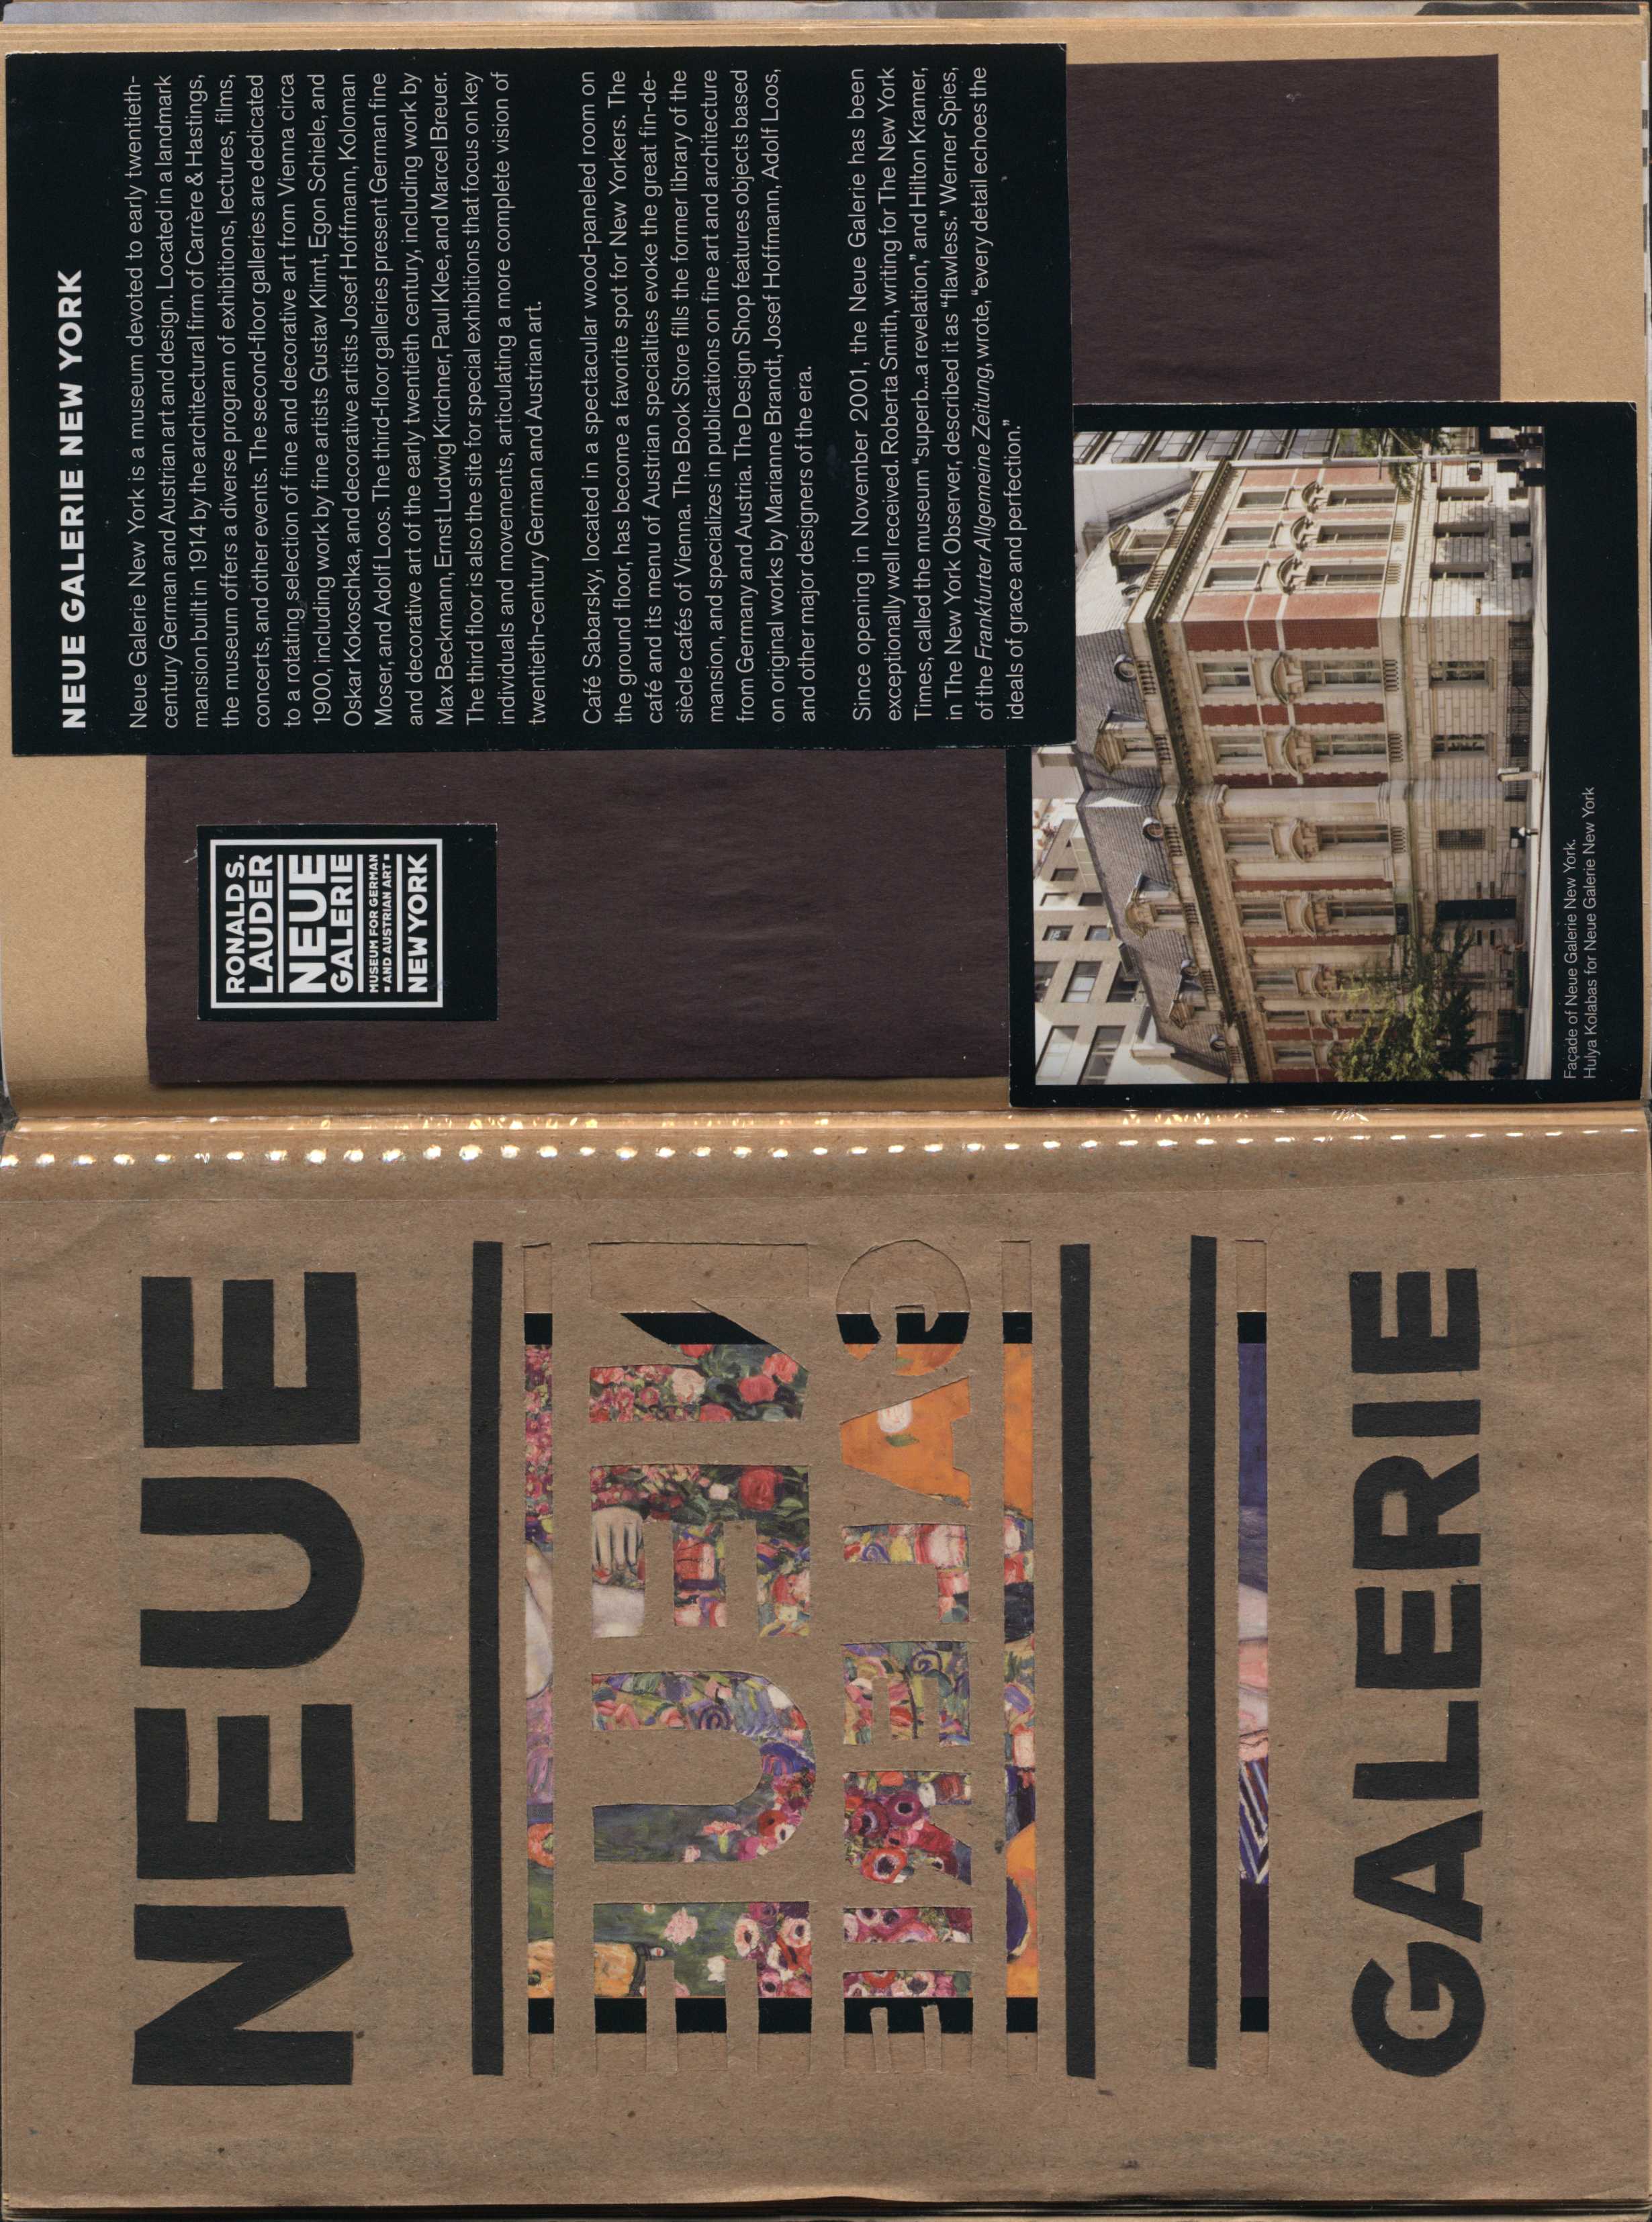 NEUE
NEUE
GALERIE
GALERIE
RONALD S.
LAUDER
NEUE
GALERIE
MUSEUM FOR GERMAN
▪ AND AUSTRIAN ART ▪
NEW YORK
NEUE GALERIE NEW YORK
Neue Galerie New York is a museum devoted to early twentieth-
century German and Austrian art and design. Located in a landmark
mansion built in 1914 by the architectural firm of Carrère & Hastings,
the museum offers a diverse program of exhibitions, lectures, films,
concerts, and other events. The second-floor galleries are dedicated
to a rotating selection of fine and decorative art from Vienna circa
1900, including work by fine artists Gustav Klimt, Egon Schiele, and
Oskar Kokoschka, and decorative artists Josef Hoffmann, Koloman
Moser, and Adolf Loos. The third-floor galleries present German fine
and decorative art of the early twentieth century, including work by
Max Beckmann, Ernst Ludwig Kirchner, Paul Klee, and Marcel Breuer.
The third floor is also the site for special exhibitions that focus on key
individuals and movements, articulating a more complete vision of
twentieth-century German and Austrian art.
Café Sabarsky, located in a spectacular wood-paneled room on
the ground floor, has become a favorite spot for New Yorkers. The
café and its menu of Austrian specialties evoke the great fin-de-
siècle cafés of Vienna. The Book Store fills the former library of the
mansion, and specializes in publications on fine art and architecture
from Germany and Austria. The Design Shop features objects based
on original works by Marianne Brandt, Josef Hoffmann, Adolf Loos,
and other major designers of the era.
Since opening in November 2001, the Neue Galerie has been
exceptionally well received. Roberta Smith, writing for The New York
Times, called the museum “superb...a revelation,” and Hilton Kramer,
in The New York Observer, described it as “flawless.” Werner Spies,
of the Frankfurter Allgemeine Zeitung, wrote, “every detail echoes the
ideals of grace and perfection.”
Façade of Neue Galerie New York.
Hulya Kolabas for Neue Galerie New York